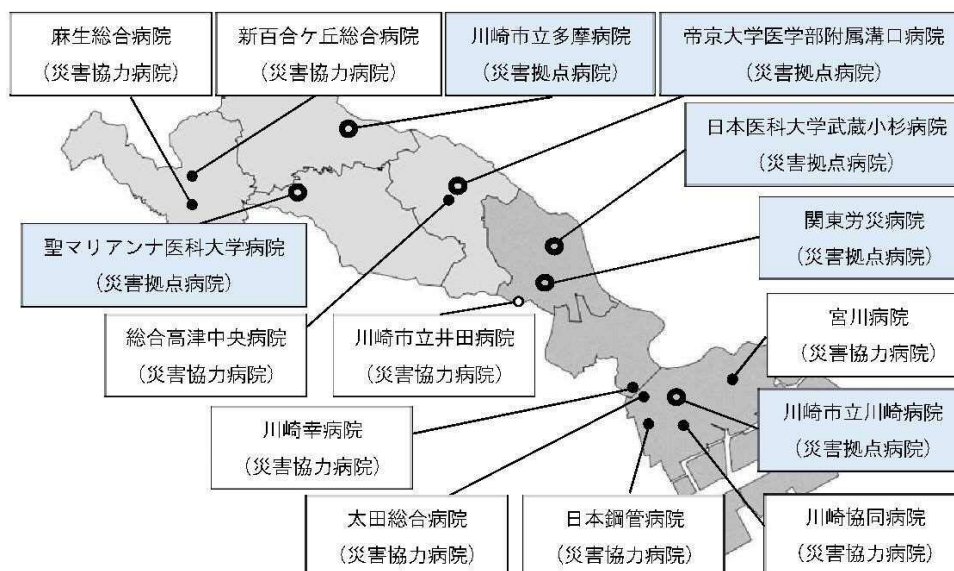 麻生総合病院
(災害協力病院)
新百合ケ丘総合病院
(災害協力病院)
川崎市立多摩病院
(災害拠点病院)
帝京大学医学部附属溝口病院
(災害拠点病院)
日本医科大学武蔵小杉病院
(災害拠点病院)
聖マリアンナ医科大学病院
(災害拠点病院)
関東労災病院
(災害拠点病院)
総合高津中央病院
(災害協力病院)
川崎市立井田病院
(災害協力病院)
宮川病院
(災害協力病院)
川崎幸病院
(災害協力病院)
川崎市立川崎病院
(災害拠点病院)
太田総合病院
(災害協力病院)
日本鋼管病院
(災害協力病院)
川崎協同病院
(災害協力病院)